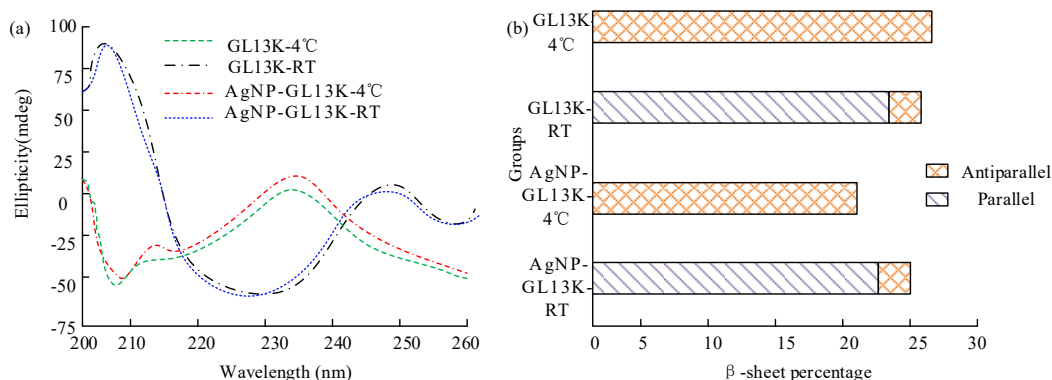 (a)
100
75
50
25
0
-25
-50
-75
Ellipticity(mdeg)
GL13K-4℃
GL13K-RT
AgNP-GL13K-4℃
AgNP-GL13K-RT
200
210
220
230
240
250
260
Wavelength (nm)
(b)
Groups
GL13K-
4℃
GL13K-
RT
AgNP-
GL13K-
4℃
AgNP-
GL13K-
RT
Antiparallel
Parallel
0
5
10
15
20
25
30
β-sheet percentage